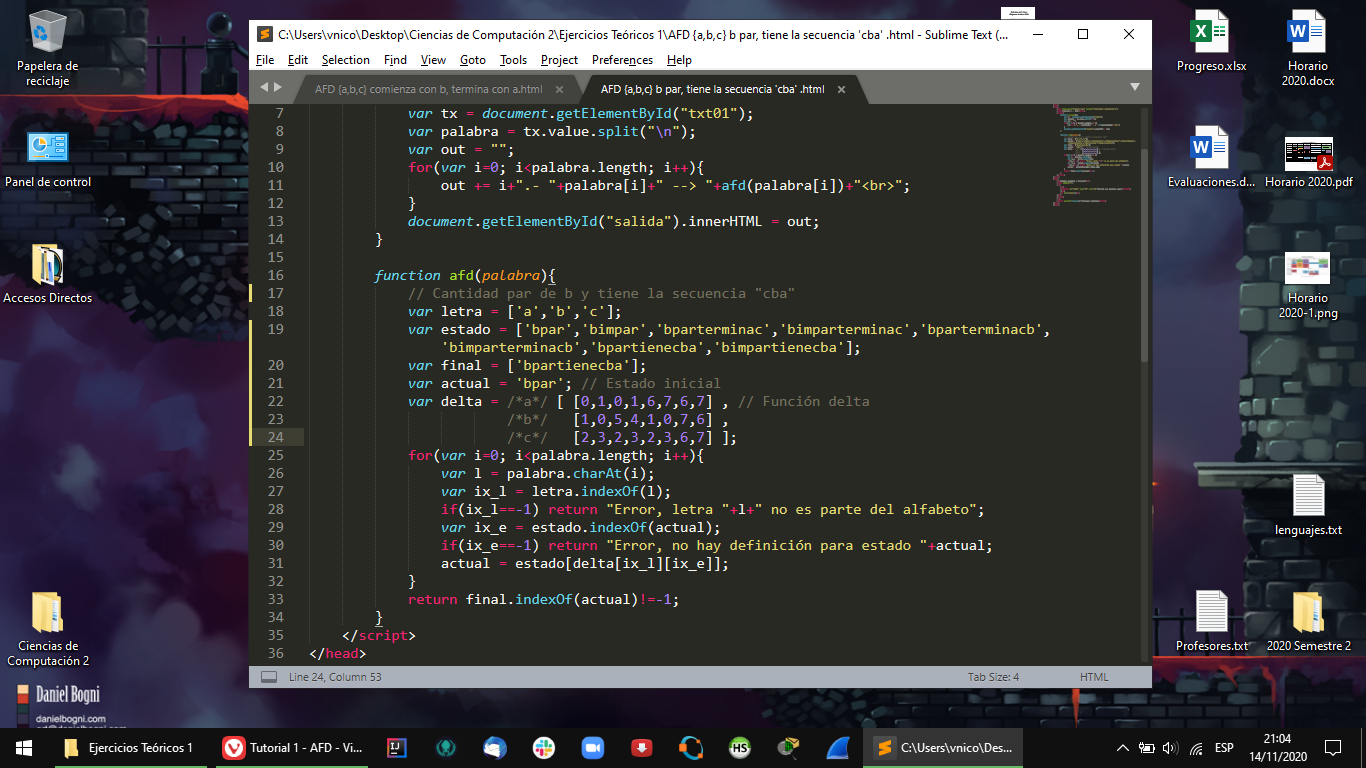 Papelera de
reciclaje
Panel de control
Accesos Directos
Ciencias de
Computación 2
Daniel Bogni
danielbogni.com
C:\Users\vnico\Desktop\Ciencias de Computación 2\Ejercicios Teóricos 1\AFD {a,b,c} b par, tiene la secuencia 'cba' .html - Sublime Text (...
File Edit Selection Find View Goto Tools Project Preferences Help
AFD {a,b,c} comienza con b, termina con a.html
AFD {a,b,c} b par, tiene la secuencia 'cba' .html
7 var tx = document.getElementById("txt01");
8 var palabra = tx.value.split("\n");
9 var out = "";
10 for(var i=0; i<palabra.length; i++){
11 out += i+".- "+palabra[i]+" --> "+afd(palabra[i])+"<br>";
12 }
13 document.getElementById("salida").innerHTML = out;
14 }
15
16 function afd(palabra){
17 // Cantidad par de b y tiene la secuencia "cba"
18 var letra = ['a','b','c'];
19 var estado = ['bpar','bimpar','bparterminac','bimparterminac','bparterminacb',
'bimparterminacb','bpartienecba','bimpartienecba'];
20 var final = ['bpartienecba'];
21 var actual = 'bpar'; // Estado inicial
22 var delta = /*a*/ [ [0,1,0,1,6,7,6,7] , // Función delta
23 /*b*/ [1,0,5,4,1,0,7,6] ,
24 /*c*/ [2,3,2,3,2,3,6,7] ];
25 for(var i=0; i<palabra.length; i++){
26 var l = palabra.charAt(i);
27 var ix_l = letra.indexOf(l);
28 if(ix_l==-1) return "Error, letra "+l+" no es parte del alfabeto";
29 var ix_e = estado.indexOf(actual);
30 if(ix_e==-1) return "Error, no hay definición para estado "+actual;
31 actual = estado[delta[ix_l][ix_e]];
32 }
33 return final.indexOf(actual)!=-1;
34 }
35 </script>
36 </head>
Line 24, Column 53
Tab Size: 4
HTML
Progreso.xlsx
Horario
2020.docx
Evaluaciones.d...
Horario 2020.pdf
Horario
2020-1.png
lenguajes.txt
Profesores.txt
2020 Semestre 2
Ejercicios Teóricos 1
Tutorial 1 - AFD - Vi...
HS
C:\Users\vnico\Des...
ESP
21:04
14/11/2020